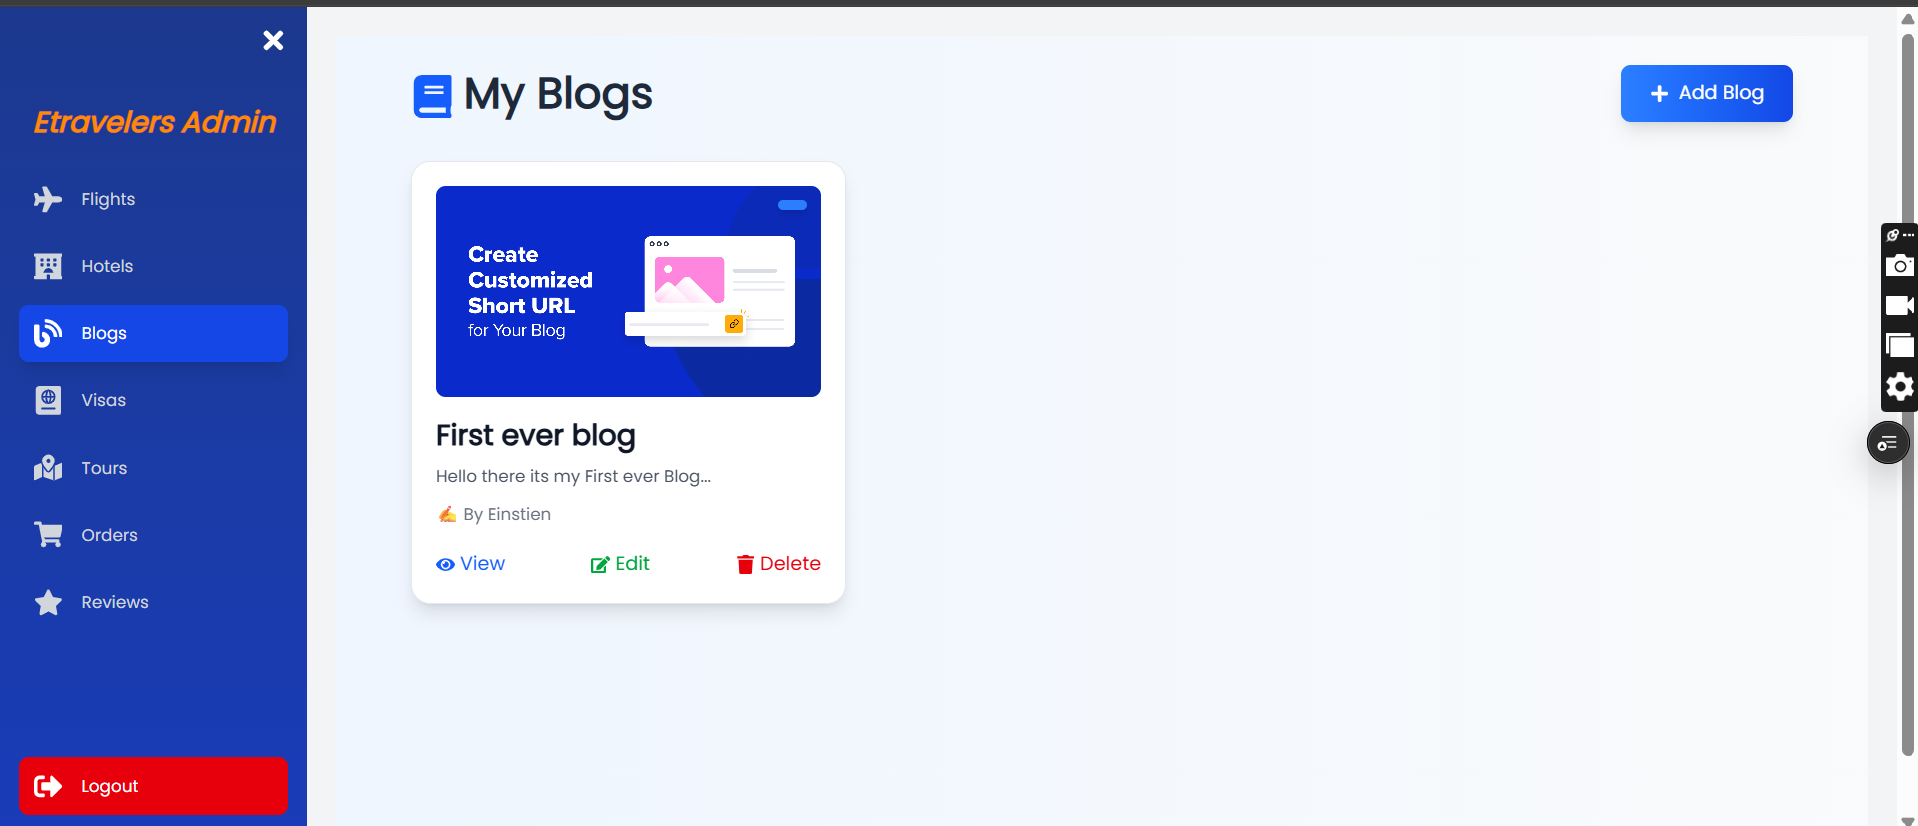 Etravelers Admin
Flights
Hotels
Blogs
Visas
Tours
Orders
Reviews
Logout
My Blogs
Add Blog
Create
Customized
Short URL
for Your Blog
First ever blog
Hello there its my First ever Blog...
✍️ By Einstien
View
Edit
Delete